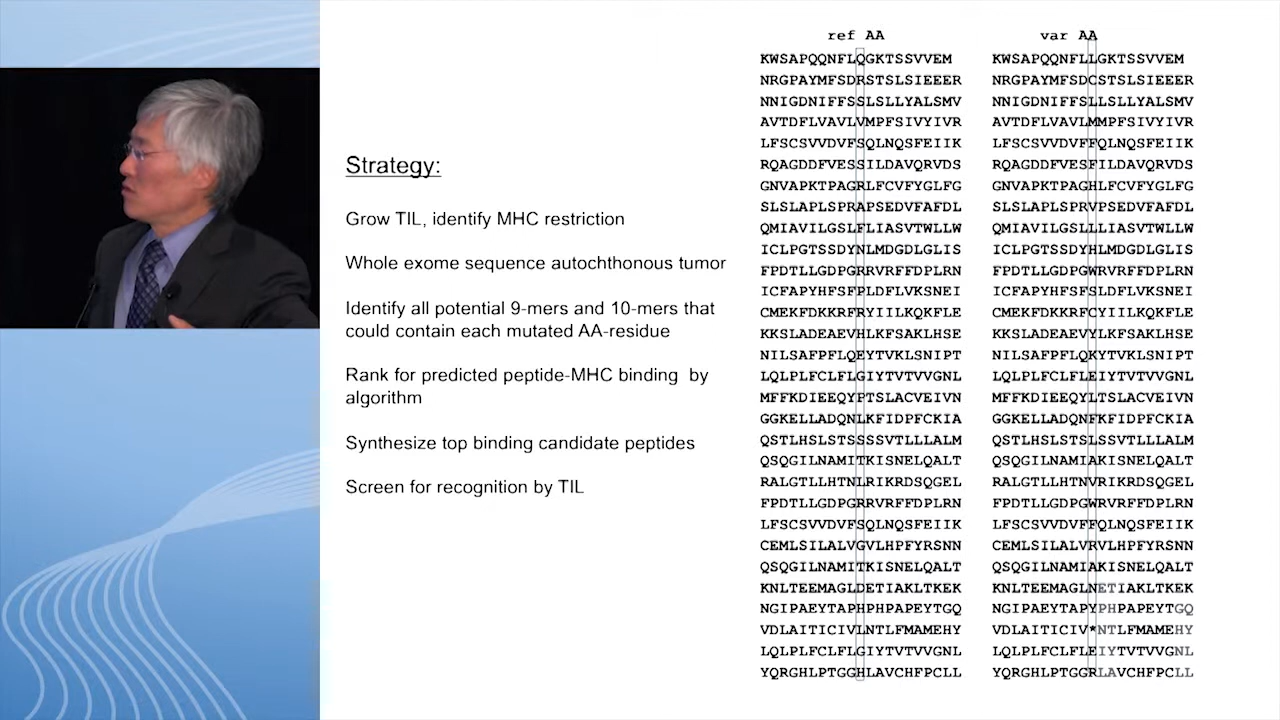 Strategy:
Grow TIL, identify MHC restriction
Whole exome sequence autochthonous tumor
Identify all potential 9-mers and 10-mers that
could contain each mutated AA-residue
Rank for predicted peptide-MHC binding by
algorithm
Synthesize top binding candidate peptides
Screen for recognition by TIL
ref AA var AA
KWSAPQQNFLQGKTSSVVEM KWSAPQQNFLLGKTSSVVEM
NRGPAYMFSDRSTSLSIEEER NRGPAYMFSDCSTSLSIEEER
NNIGDNIFFSSLSLLYALSMV NNIGDNIFFSLLSLLYALSMV
AVTDFLVAVLVMPFSIVYIVR AVTDFLVAVLMMPFSIVYIVR
LFSCSVVDVFSQLNQSFEIIK LFSCSVVDVFFQLNQSFEIIK
RQAGDDFVESSILDAVQRVDS RQAGDDFVESFILDAVQRVDS
GNVAPKTPAGRLFCVFYGLFG GNVAPKTPAGHLFCVFYGLFG
SLSLAPLSPRAPSEDVFAFDL SLSLAPLSPRVPSEDVFAFDL
QMIAVILGSLFLIASVTWLLW QMIAVILGSLLLIASVTWLLW
ICLPGTSSDYNLMDGDLGLIS ICLPGTSSDYHLMDGDLGLIS
FPDTLLGDPGRRVRFFDPLRN FPDTLLGDPGWRVRFFDPLRN
ICFAPYHFSFPLDFLVKSNEI ICFAPYHFSFSLDFLVKSNEI
CMEKFDKKRFRYIILKQKFLE CMEKFDKKRFCYIILKQKFLE
KKSLADEAEVHLKFSAKLHSE KKSLADEAEVYLKFSAKLHSE
NILSAFPFLQEYTVKLSNIPT NILSAFPFLQKYTVKLSNIPT
LQLPLFCLFLGIYTVTVVGNL LQLPLFCLFLEIYTVTVVGNL
MFFKDIEEQYPTSLACVEIVN MFFKDIEEQYLTSLACVEIVN
GGKELLADQNLKFIDPFCKIA GGKELLADQNFKFIDPFCKIA
QSTLHSLSTSSSSVTLLLALM QSTLHSLSTSLSSVTLLLALM
QSQGILNAMITKISNELQALT QSQGILNAMIAKISNELQALT
RALGTLLHTNLRIKRDSQGEL RALGTLLHTNVRIKRDSQGEL
FPDTLLGDPGRRVRFFDPLRN FPDTLLGDPGWRVRFFDPLRN
LFSCSVVDVFSQLNQSFEIIK LFSCSVVDVFFQLNQSFEIIK
CEMLSILALVGVLHPFYRSNN CEMLSILALVRVLHPFYRSNN
QSQGILNAMITKISNELQALT QSQGILNAMIAKISNELQALT
KNLTEEMAGLDETIAKLTKEK KNLTEEMAGLNETIAKLTKEK
NGIPAEYTAPHPHPAPEYTGQ NGIPAEYTAPYPHPAPEYTGQ
VDLAITICIVLNTLFMAMEHY VDLAITICIV*NTLFMAMEHY
LQLPLFCLFLGIYTVTVVGNL LQLPLFCLFLEIYTVTVVGNL
YQRGHLPTGGHLAVCHFPCLL YQRGHLPTGGRLAVCHFPCLL